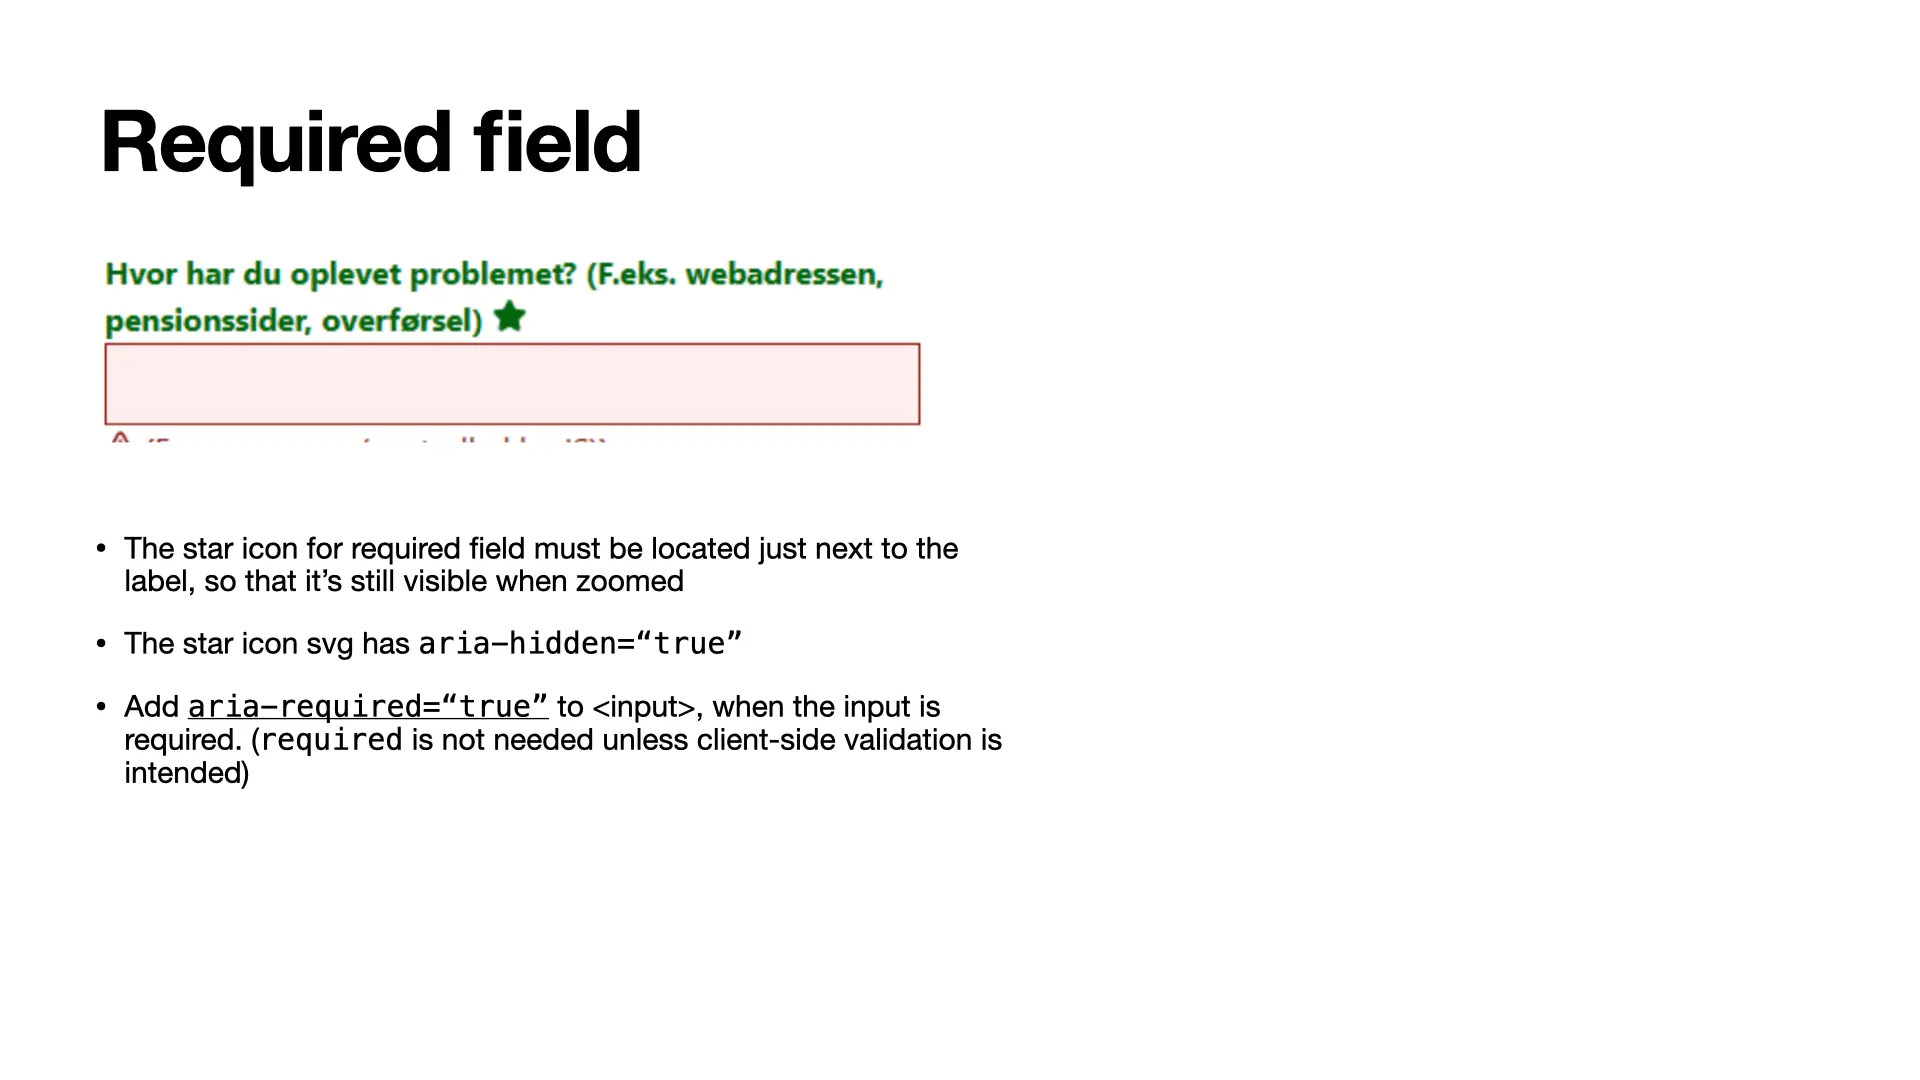 Required field
Hvor har du oplevet problemet? (F.eks. webadressen,
pensionssider, overførsel)
• The star icon for required field must be located just next to the
label, so that it’s still visible when zoomed
• The star icon svg has aria-hidden=“true”
• Add aria-required=“true” to <input>, when the input is
required. (required is not needed unless client-side validation is
intended)